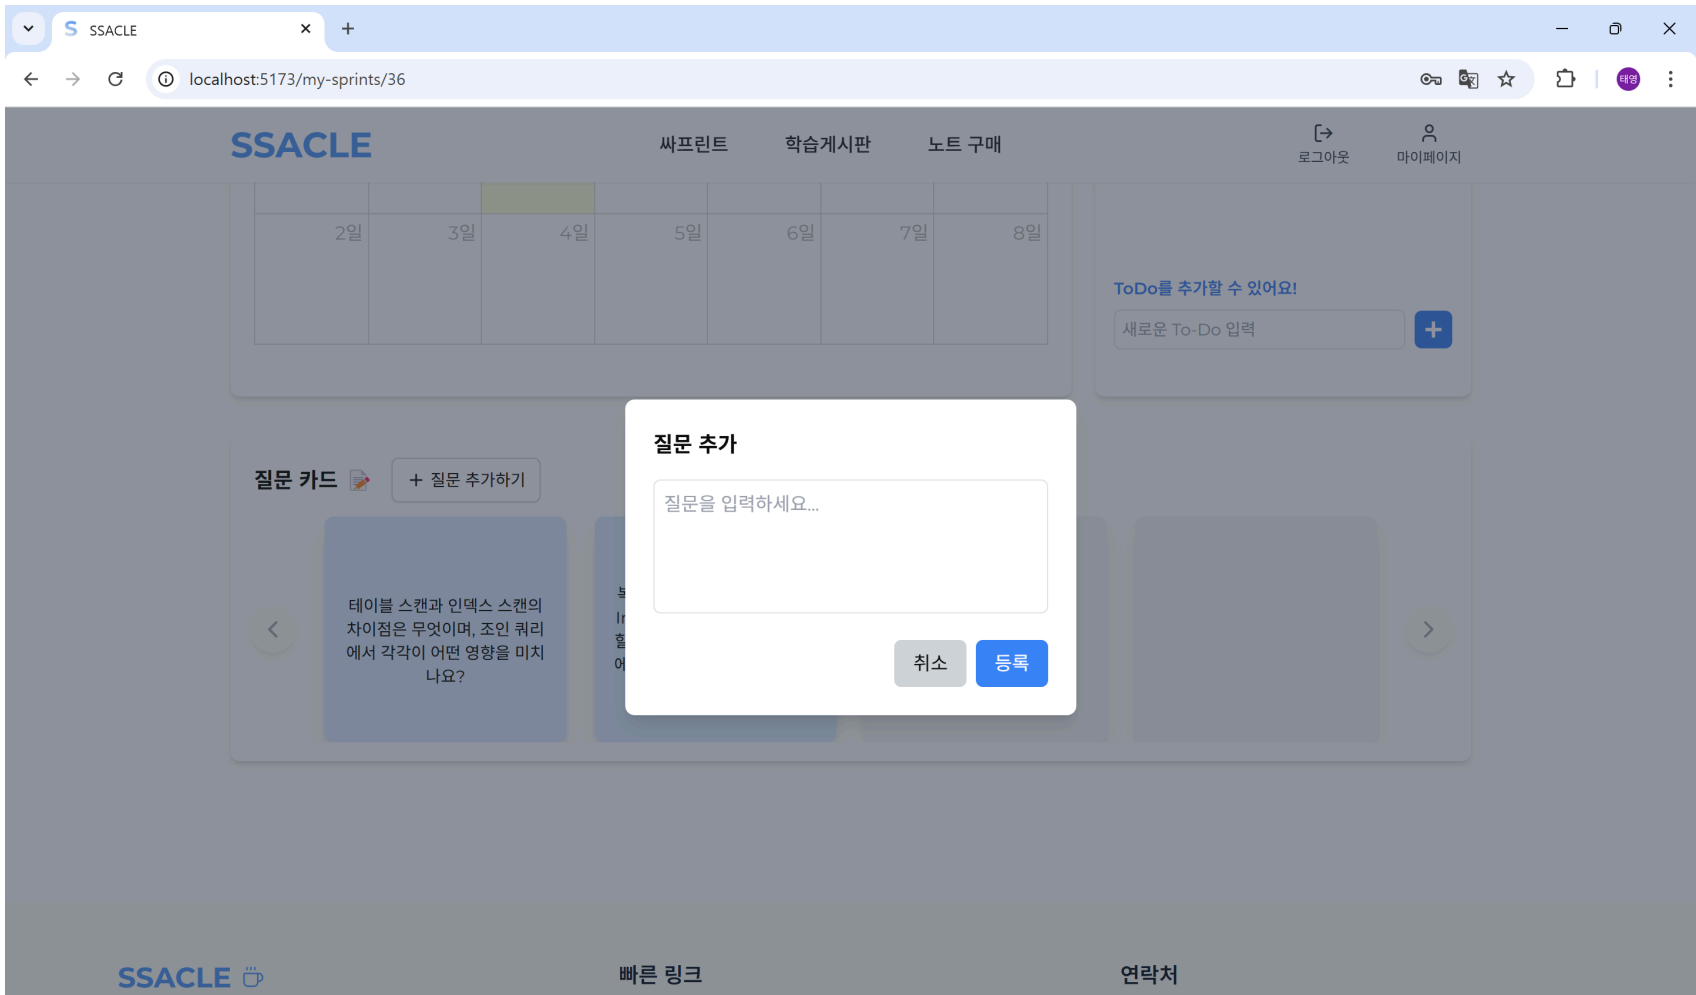 SSACLE
localhost:5173/my-sprints/36
태영
SSACLE
싸프린트
학습게시판
노트 구매
로그아웃
마이페이지
2일 3일 4일 5일 6일 7일 8일
ToDo를 추가할 수 있어요!
새로운 To-Do 입력
질문 카드
+ 질문 추가하기
테이블 스캔과 인덱스 스캔의
차이점은 무엇이며, 조인 쿼리
에서 각각이 어떤 영향을 미치
나요?
질문 추가
질문을 입력하세요...
취소
등록
SSACLE
빠른 링크
연락처